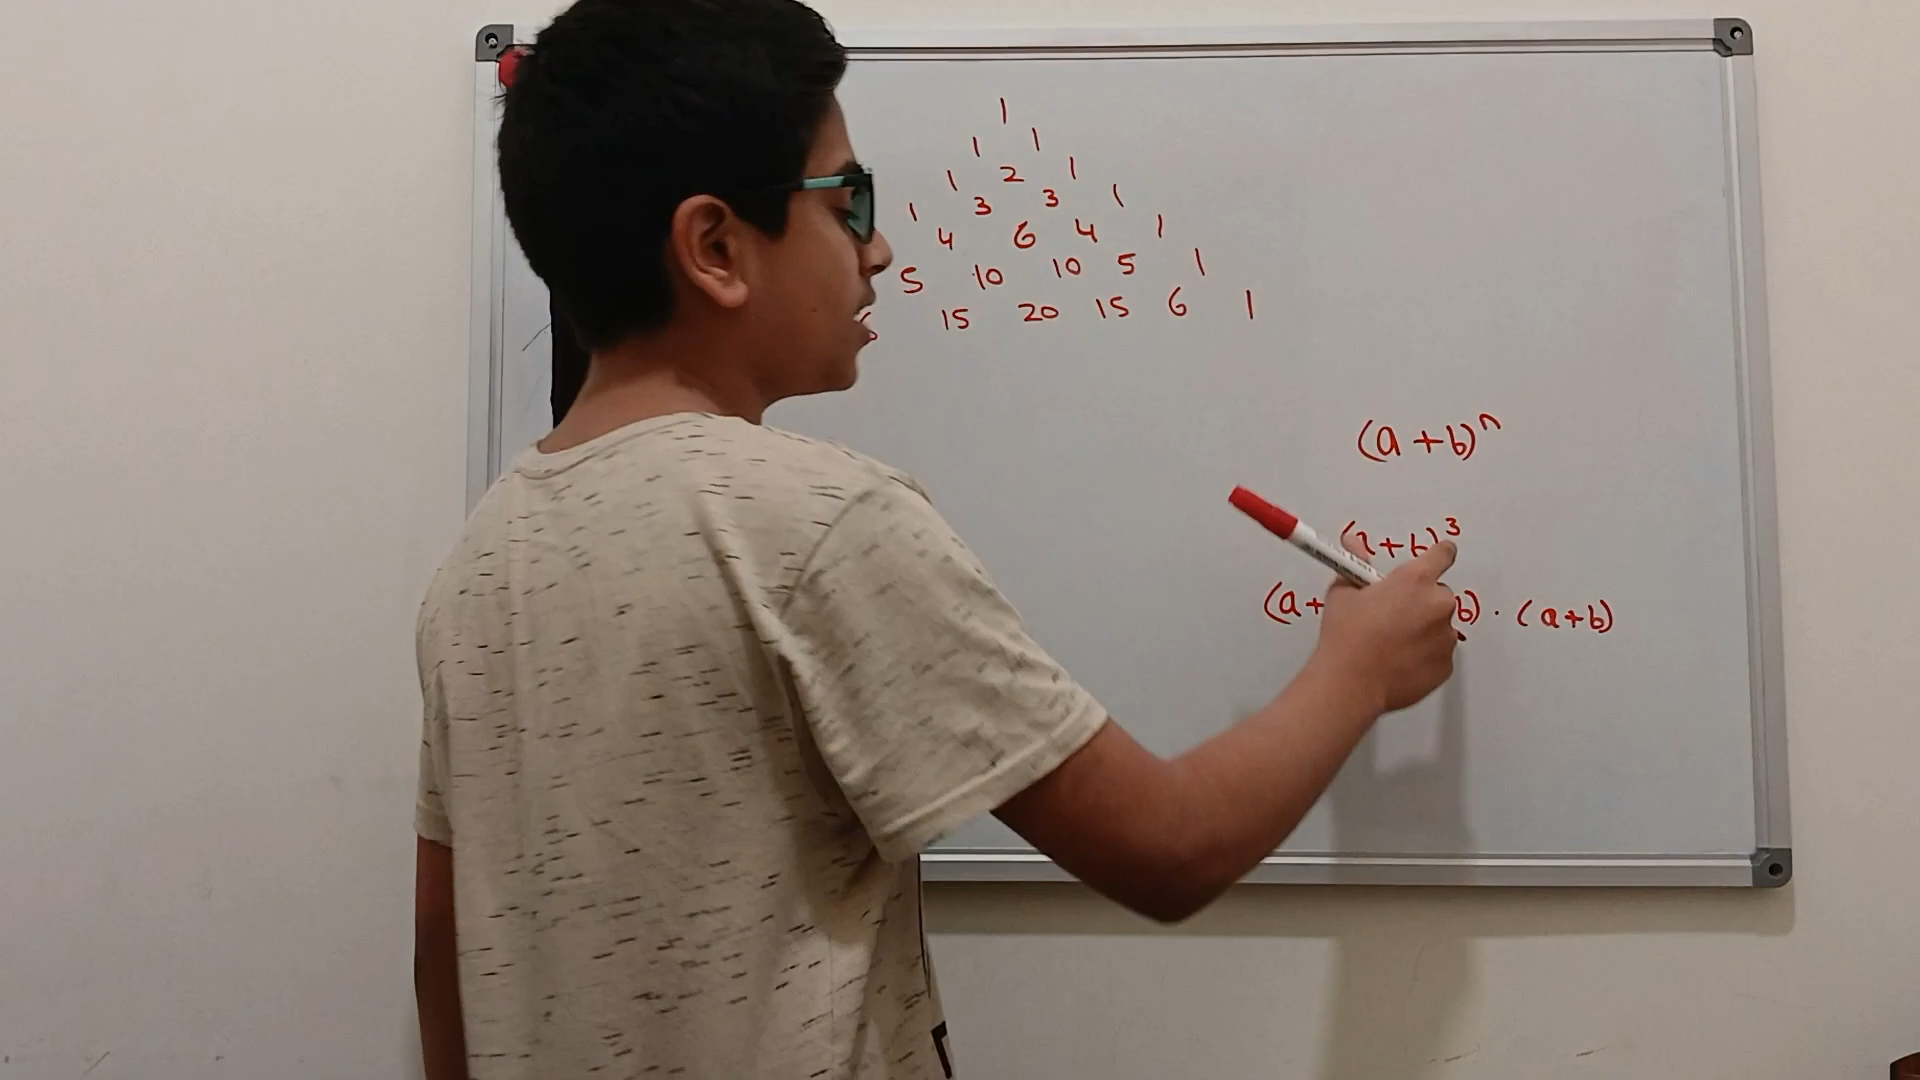 1
1 1
1 2 1
1 3 3 1
4 6 4 1
5 10 10 5 1
6 15 20 15 6 1
(a+b)ⁿ
(a+b)³
(a+ b) · (a+b)